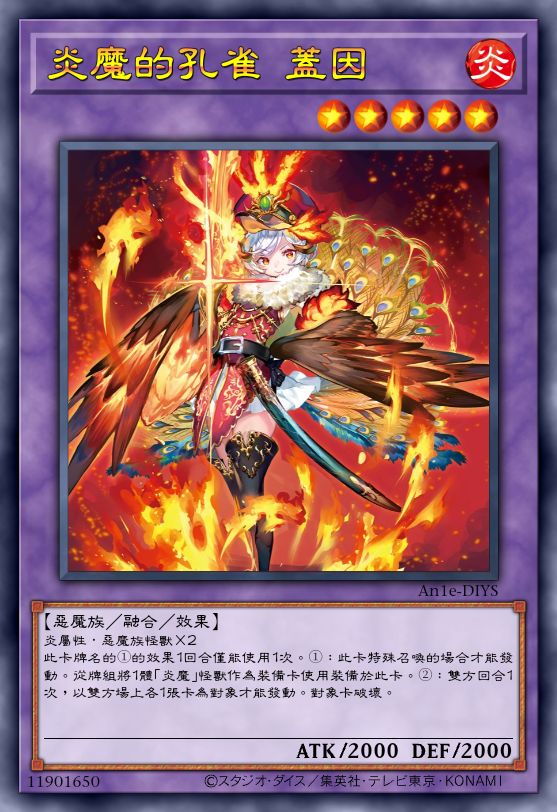 炎魔的孔雀 蓋因
炎
An1e-DIYS
【惡魔族／融合／效果】
炎屬性·惡魔族怪獸×2
此卡牌名的①的效果1回合僅能使用1次。①：此卡特殊召喚的場合才能發
動。從牌組將1體「炎魔」怪獸作為裝備卡使用裝備於此卡。②：雙方回合1
次，以雙方場上各1張卡為對象才能發動。對象卡破壞。
ATK/2000 DEF/2000
11901650 ©スタジオ·ダイス／集英社·テレビ東京·KONAMI